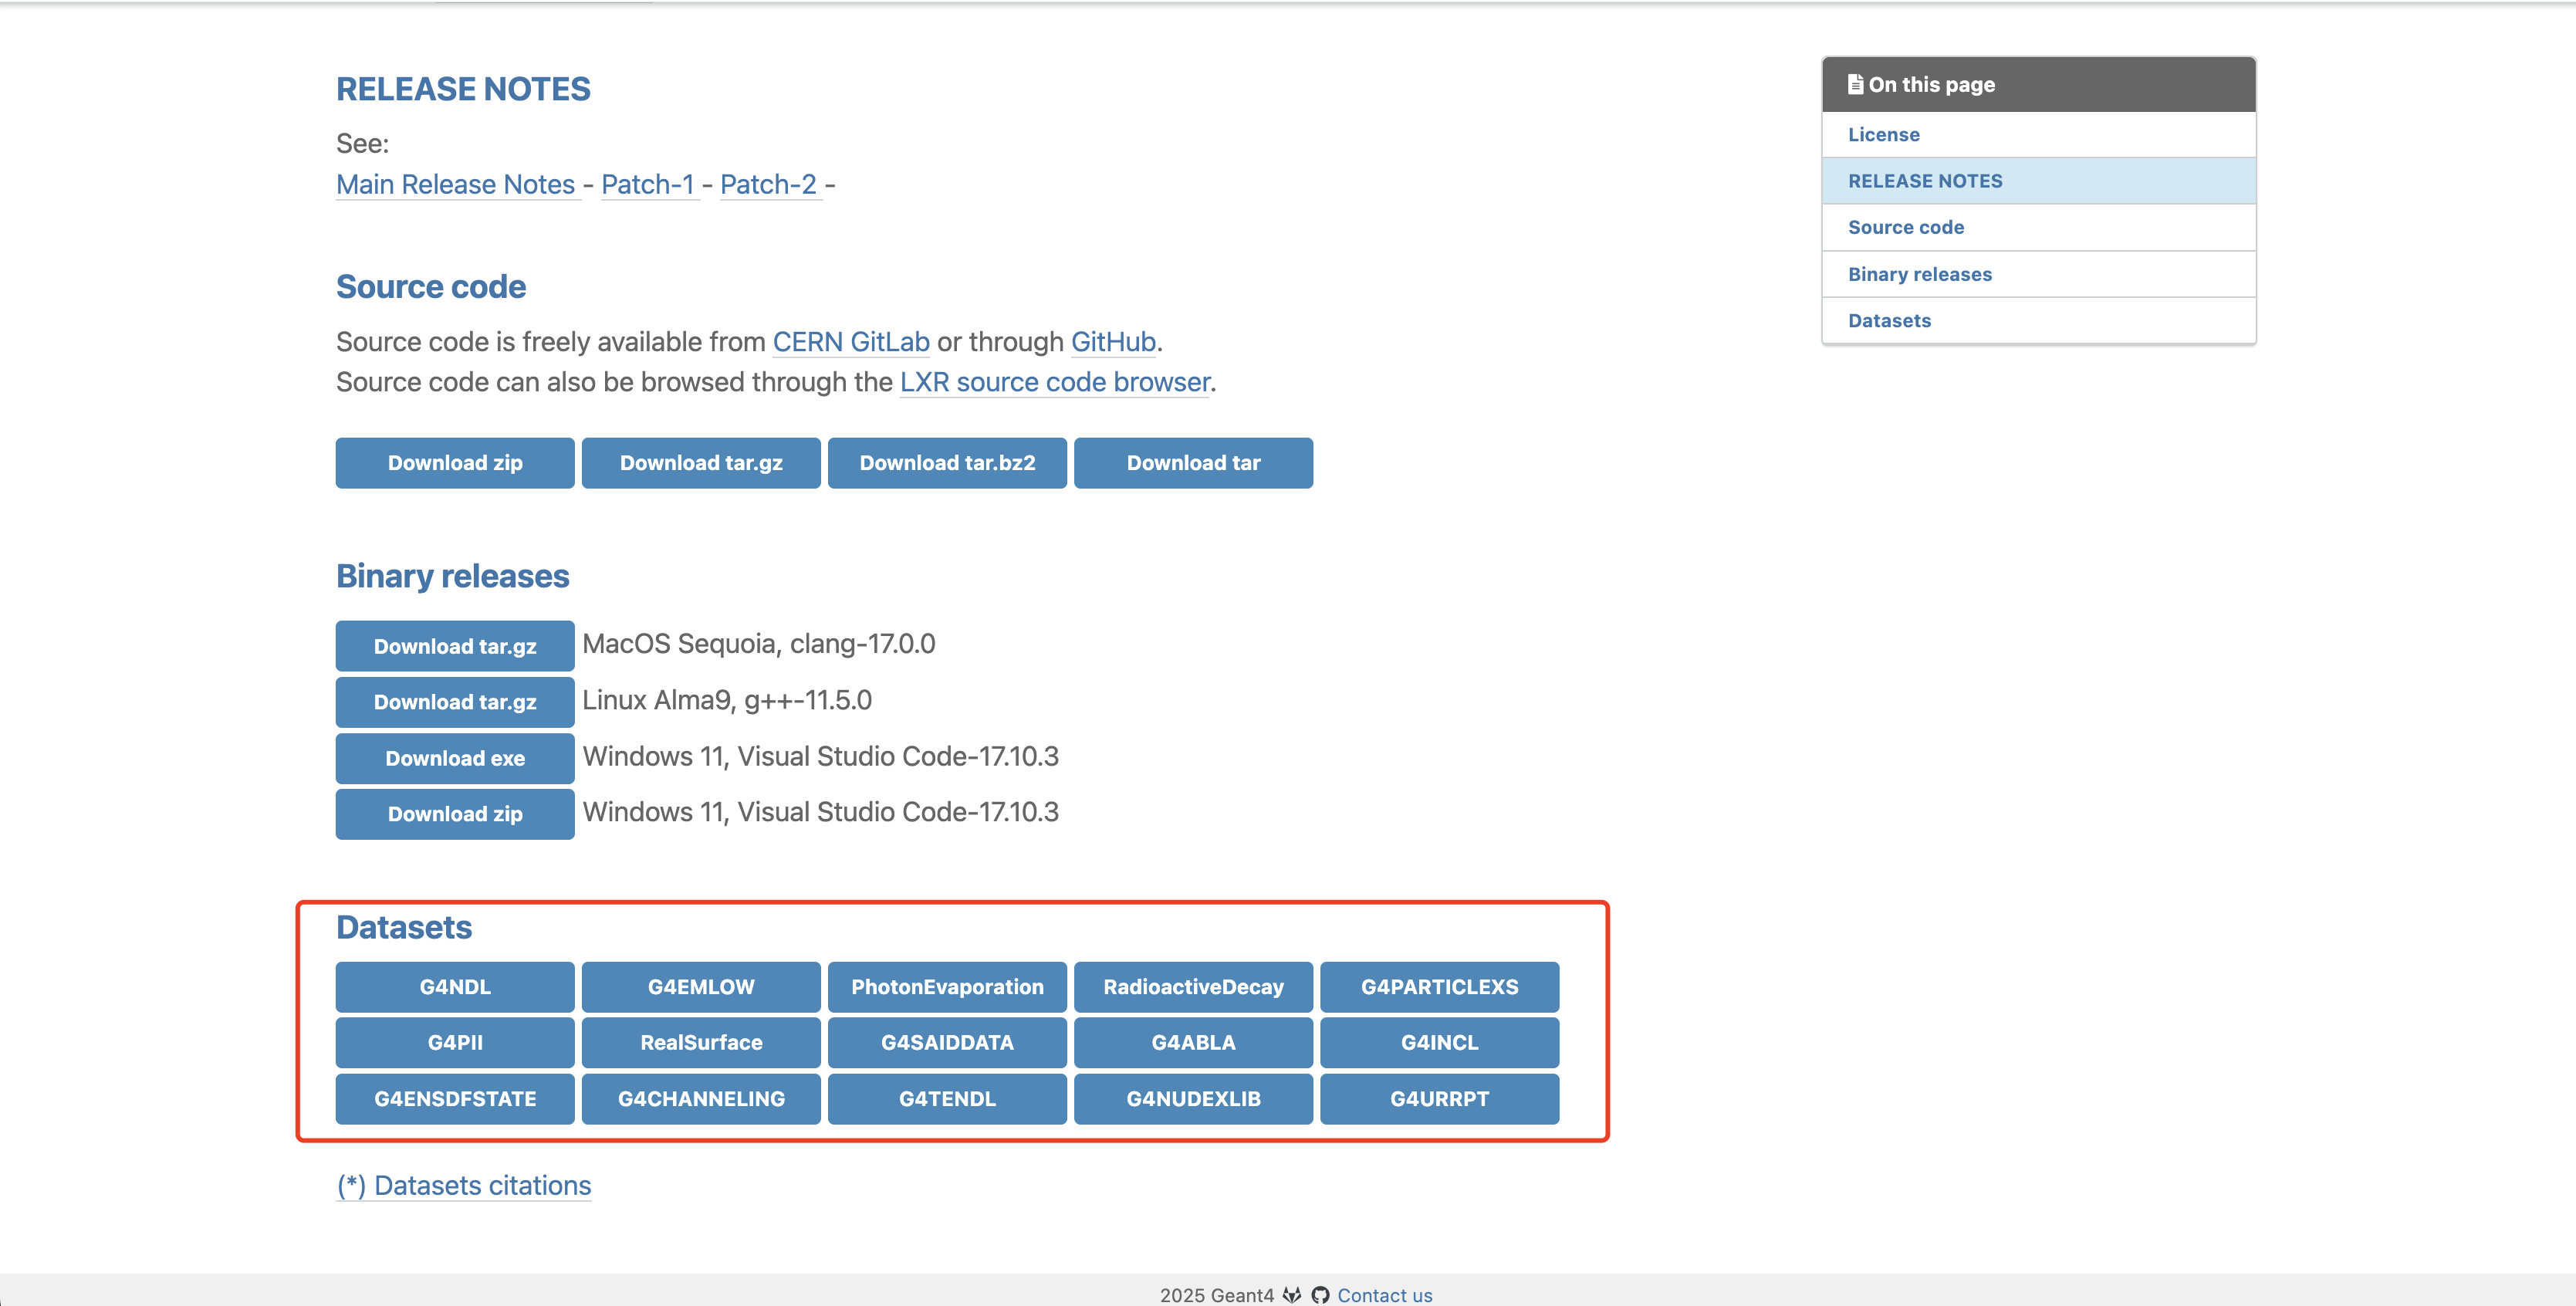 RELEASE NOTES
See:
Main Release Notes - Patch-1 - Patch-2 -
Source code
Source code is freely available from CERN GitLab or through GitHub.
Source code can also be browsed through the LXR source code browser.
Download zip Download tar.gz Download tar.bz2 Download tar
Binary releases
Download tar.gz MacOS Sequoia, clang-17.0.0
Download tar.gz Linux Alma9, g++-11.5.0
Download exe Windows 11, Visual Studio Code-17.10.3
Download zip Windows 11, Visual Studio Code-17.10.3
Datasets
G4NDL G4EMLOW PhotonEvaporation RadioactiveDecay G4PARTICLEXS
G4PII RealSurface G4SAIDDATA G4ABLA G4INCL
G4ENSDFSTATE G4CHANNELING G4TENDL G4NUDEXLIB G4URRPT
(*) Datasets citations
On this page
License
RELEASE NOTES
Source code
Binary releases
Datasets
2025 Geant4 Contact us